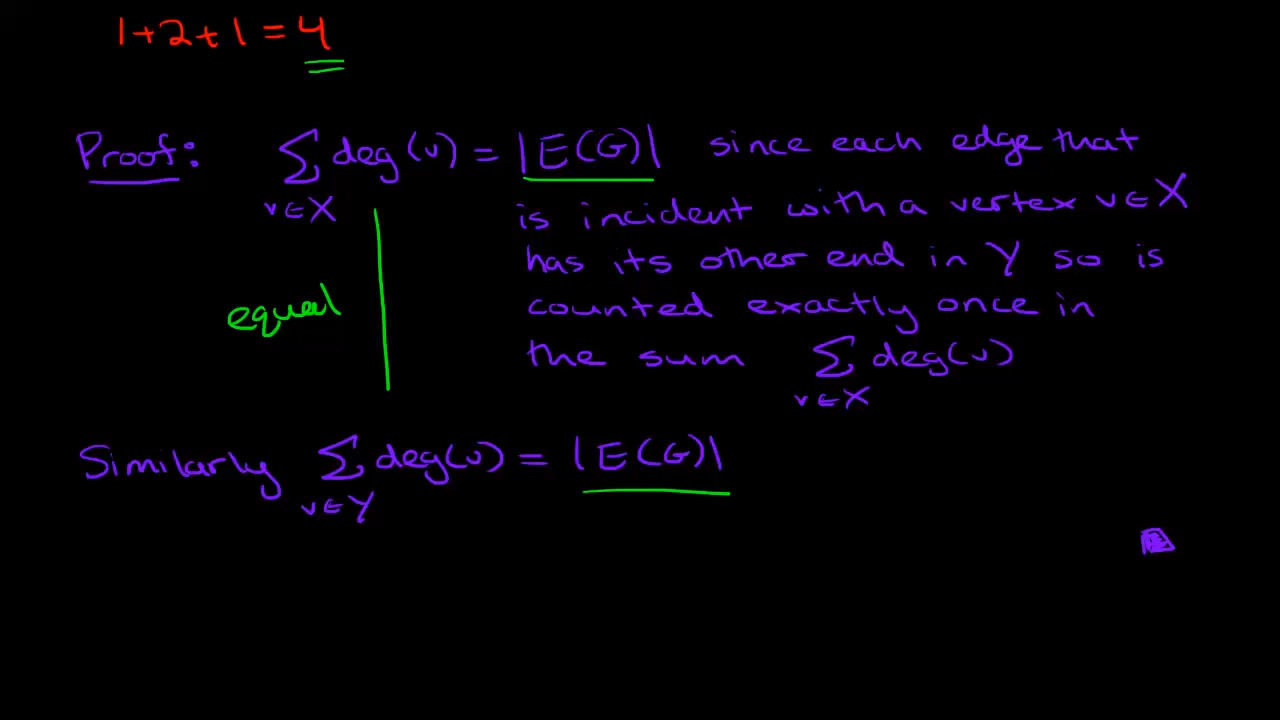 1+2+1=4
Proof: ∑ deg(v) = |E(G)| since each edge that
v∈X is incident with a vertex v∈X
has its other end in Y so is
equal counted exactly once in
the sum ∑ deg(v)
v∈X
Similarly ∑ deg(v) = |E(G)|
v∈Y